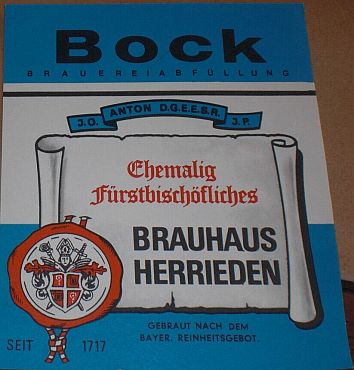 Bock
BRAUEREIABFÜLLUNG
J.O. ANTON D.G.E.E.S.R. J.P.
Ehemalig
Fürstbischöfliches
BRAUHAUS
HERRIEDEN
GEBRAUT NACH DEM
BAYER. REINHEITSGEBOT.
SEIT 1717